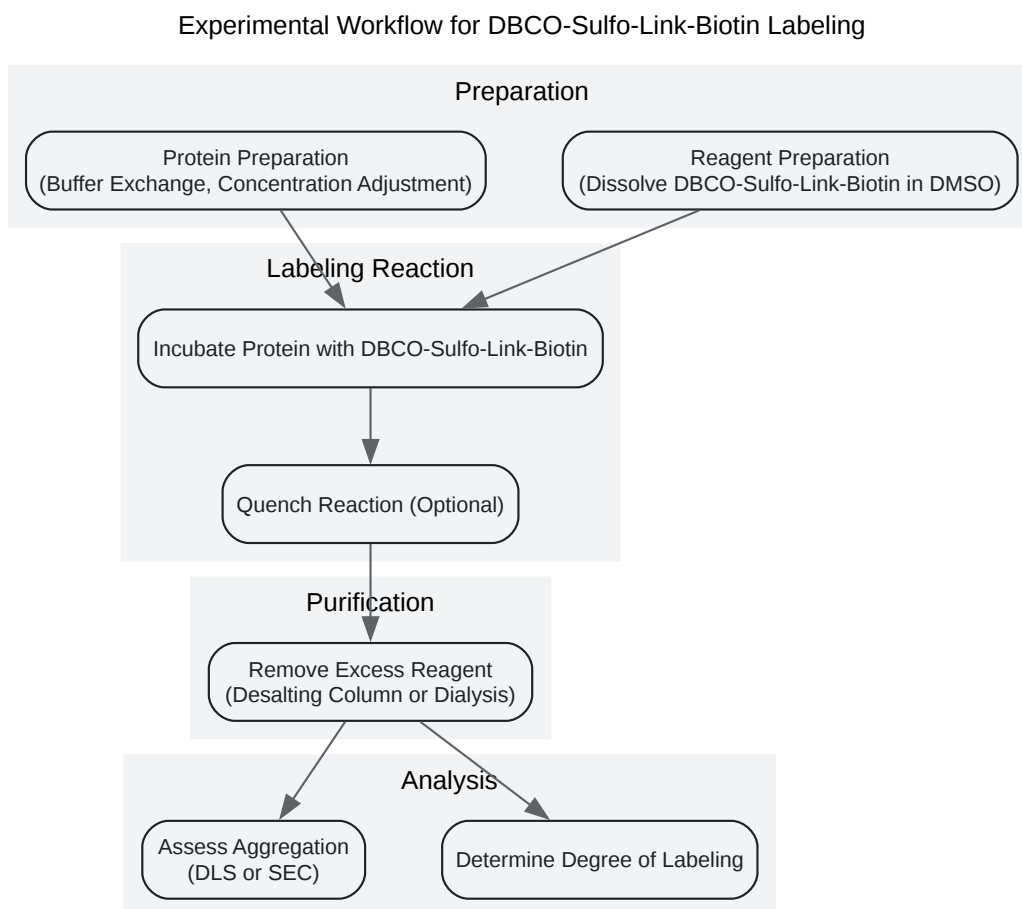 Experimental Workflow for DBCO-Sulfo-Link-Biotin Labeling
Preparation
Protein Preparation
(Buffer Exchange, Concentration Adjustment)
Reagent Preparation
(Dissolve DBCO-Sulfo-Link-Biotin in DMSO)
Labeling Reaction
Incubate Protein with DBCO-Sulfo-Link-Biotin
Quench Reaction (Optional)
Purification
Remove Excess Reagent
(Desalting Column or Dialysis)
Analysis
Assess Aggregation
(DLS or SEC)
Determine Degree of Labeling